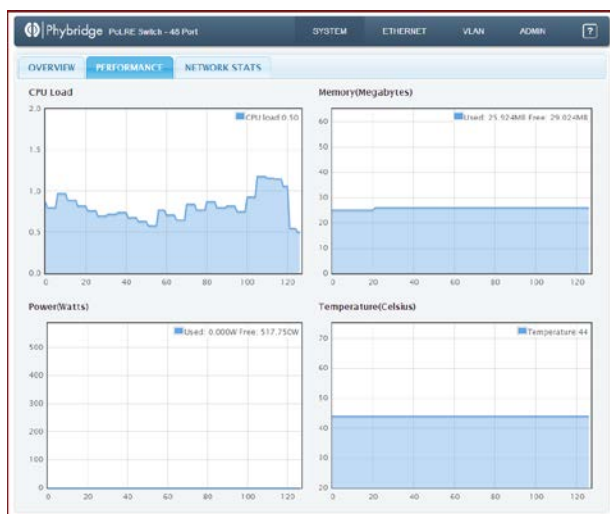 Phybridge PoLRE Switch - 48 Port SYSTEM ETHERNET VLAN ADMIN ?
OVERVIEW PERFORMANCE NETWORK STATS
CPU Load
CPU load 0.50
2.0
1.5
1.0
0.5
0.0
0 20 40 60 80 100 120
Memory(Megabytes)
Used: 25.924MB Free: 29.024MB
60
50
40
30
20
10
0
0 20 40 60 80 100 120
Power(Watts)
Used: 0.000W Free: 517.750W
500
400
300
200
100
0
0 20 40 60 80 100 120
Temperature(Celsius)
Temperature 44
70
60
50
40
30
20
0 20 40 60 80 100 120